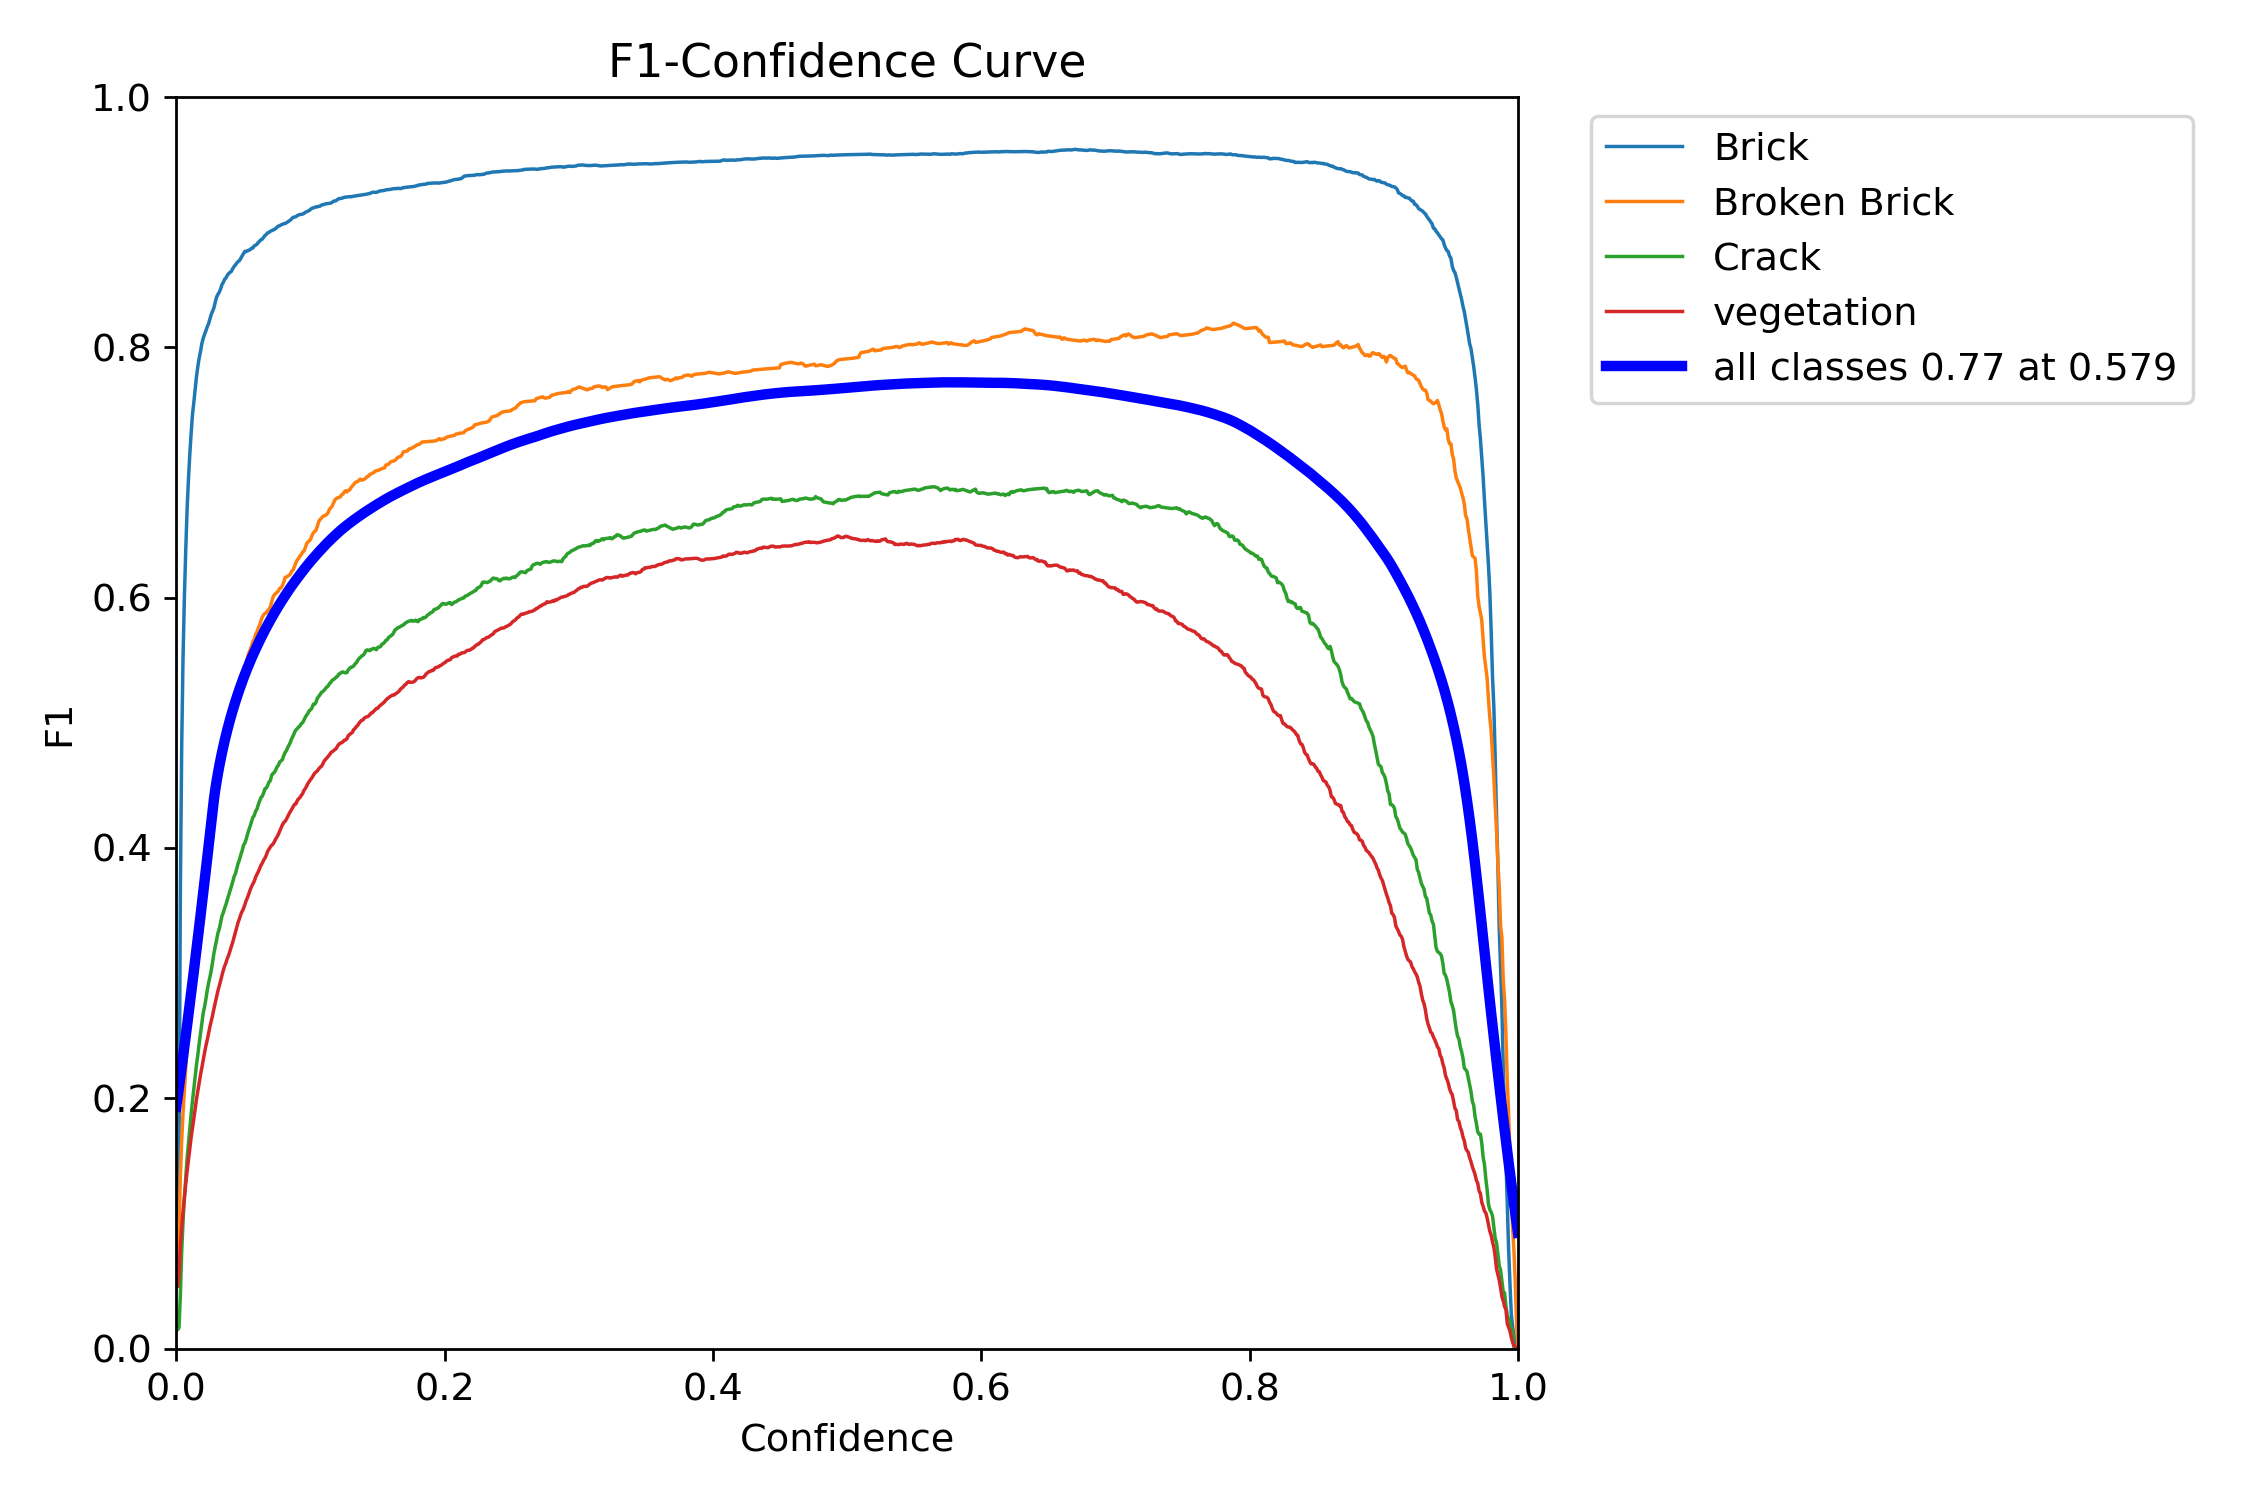 F1-Confidence Curve
1.0
0.8
0.6
0.4
0.2
0.0
F1
0.0 0.2 0.4 0.6 0.8 1.0
Confidence
Brick
Broken Brick
Crack
vegetation
all classes 0.77 at 0.579